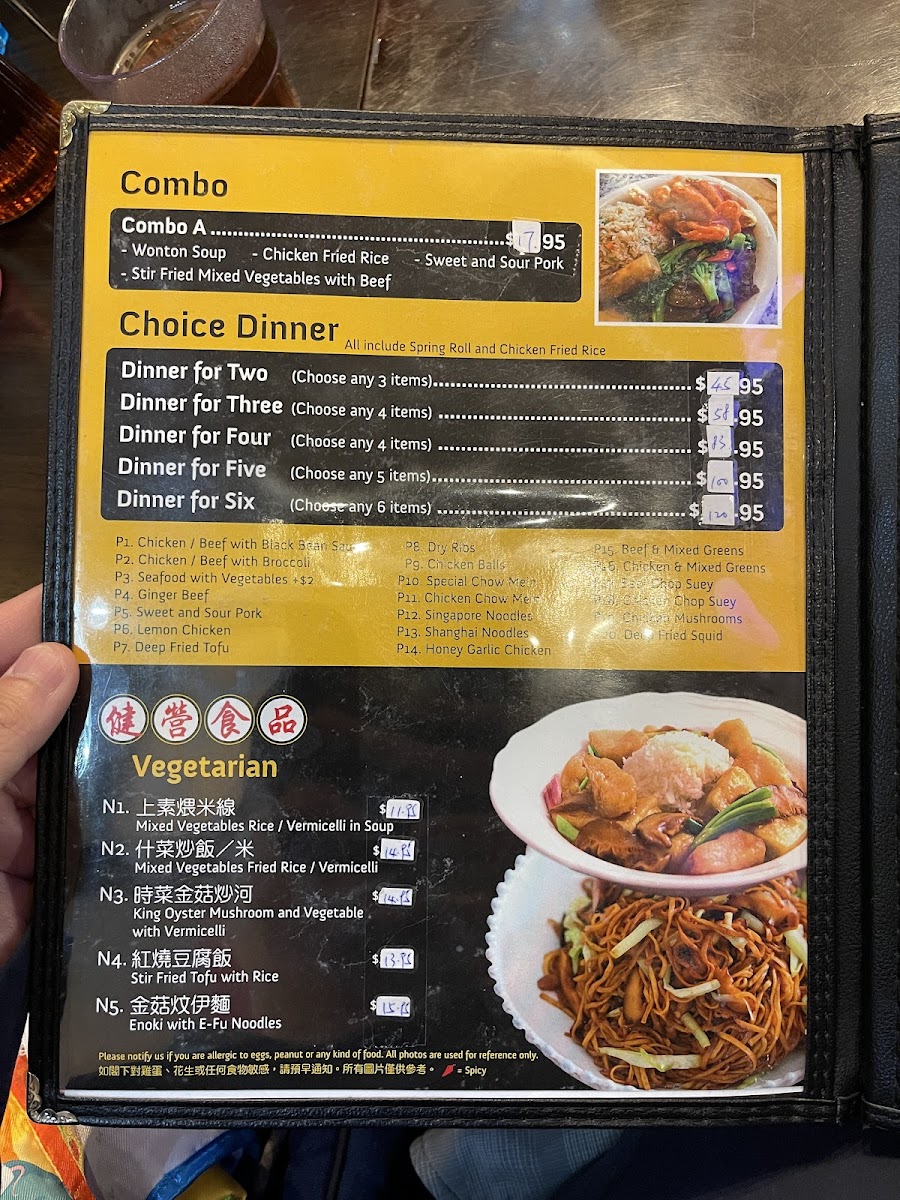 Combo
Combo A ........................................ $17.95
- Wonton Soup - Chicken Fried Rice - Sweet and Sour Pork
- Stir Fried Mixed Vegetables with Beef
Choice Dinner All include Spring Roll and Chicken Fried Rice
Dinner for Two (Choose any 3 items)........................................ $45.95
Dinner for Three (Choose any 4 items) ........................................ $58.95
Dinner for Four (Choose any 4 items) ........................................ $83.95
Dinner for Five (Choose any 5 items)........................................ $100.95
Dinner for Six (Choose any 6 items) ........................................ $120.95
P1. Chicken / Beef with Black Bean
P2. Chicken / Beef with Broccoli
P3. Seafood with Vegetables +$2
P4. Ginger Beef
P5. Sweet and Sour Pork
P6. Lemon Chicken
P7. Deep Fried Tofu
P8. Dry Ribs
P9. Chicken Balls
P10. Special Chow Mein
P11. Chicken Chow Mein
P12. Singapore Noodles
P13. Shanghai Noodles
P14. Honey Garlic Chicken
P15. Beef & Mixed Greens
Chicken & Mixed Greens
Chop Suey
Chicken Chop Suey
Chicken Mushrooms
Deep Fried Squid
健營食品
Vegetarian
N1. 上素煨米線 $11.95
Mixed Vegetables Rice / Vermicelli in Soup
N2. 什菜炒飯／米 $14.95
Mixed Vegetables Fried Rice / Vermicelli
N3. 時菜金菇炒河 $14.95
King Oyster Mushroom and Vegetable
with Vermicelli
N4. 紅燒豆腐飯 $13.95
Stir Fried Tofu with Rice
N5. 金菇炆伊麵 $15.95
Enoki with E-Fu Noodles
Please notify us if you are allergic to eggs, peanut or any kind of food. All photos are used for reference only.
如閣下對雞蛋、花生或任何食物敏感，請預早通知。所有圖片僅供參考。 = Spicy